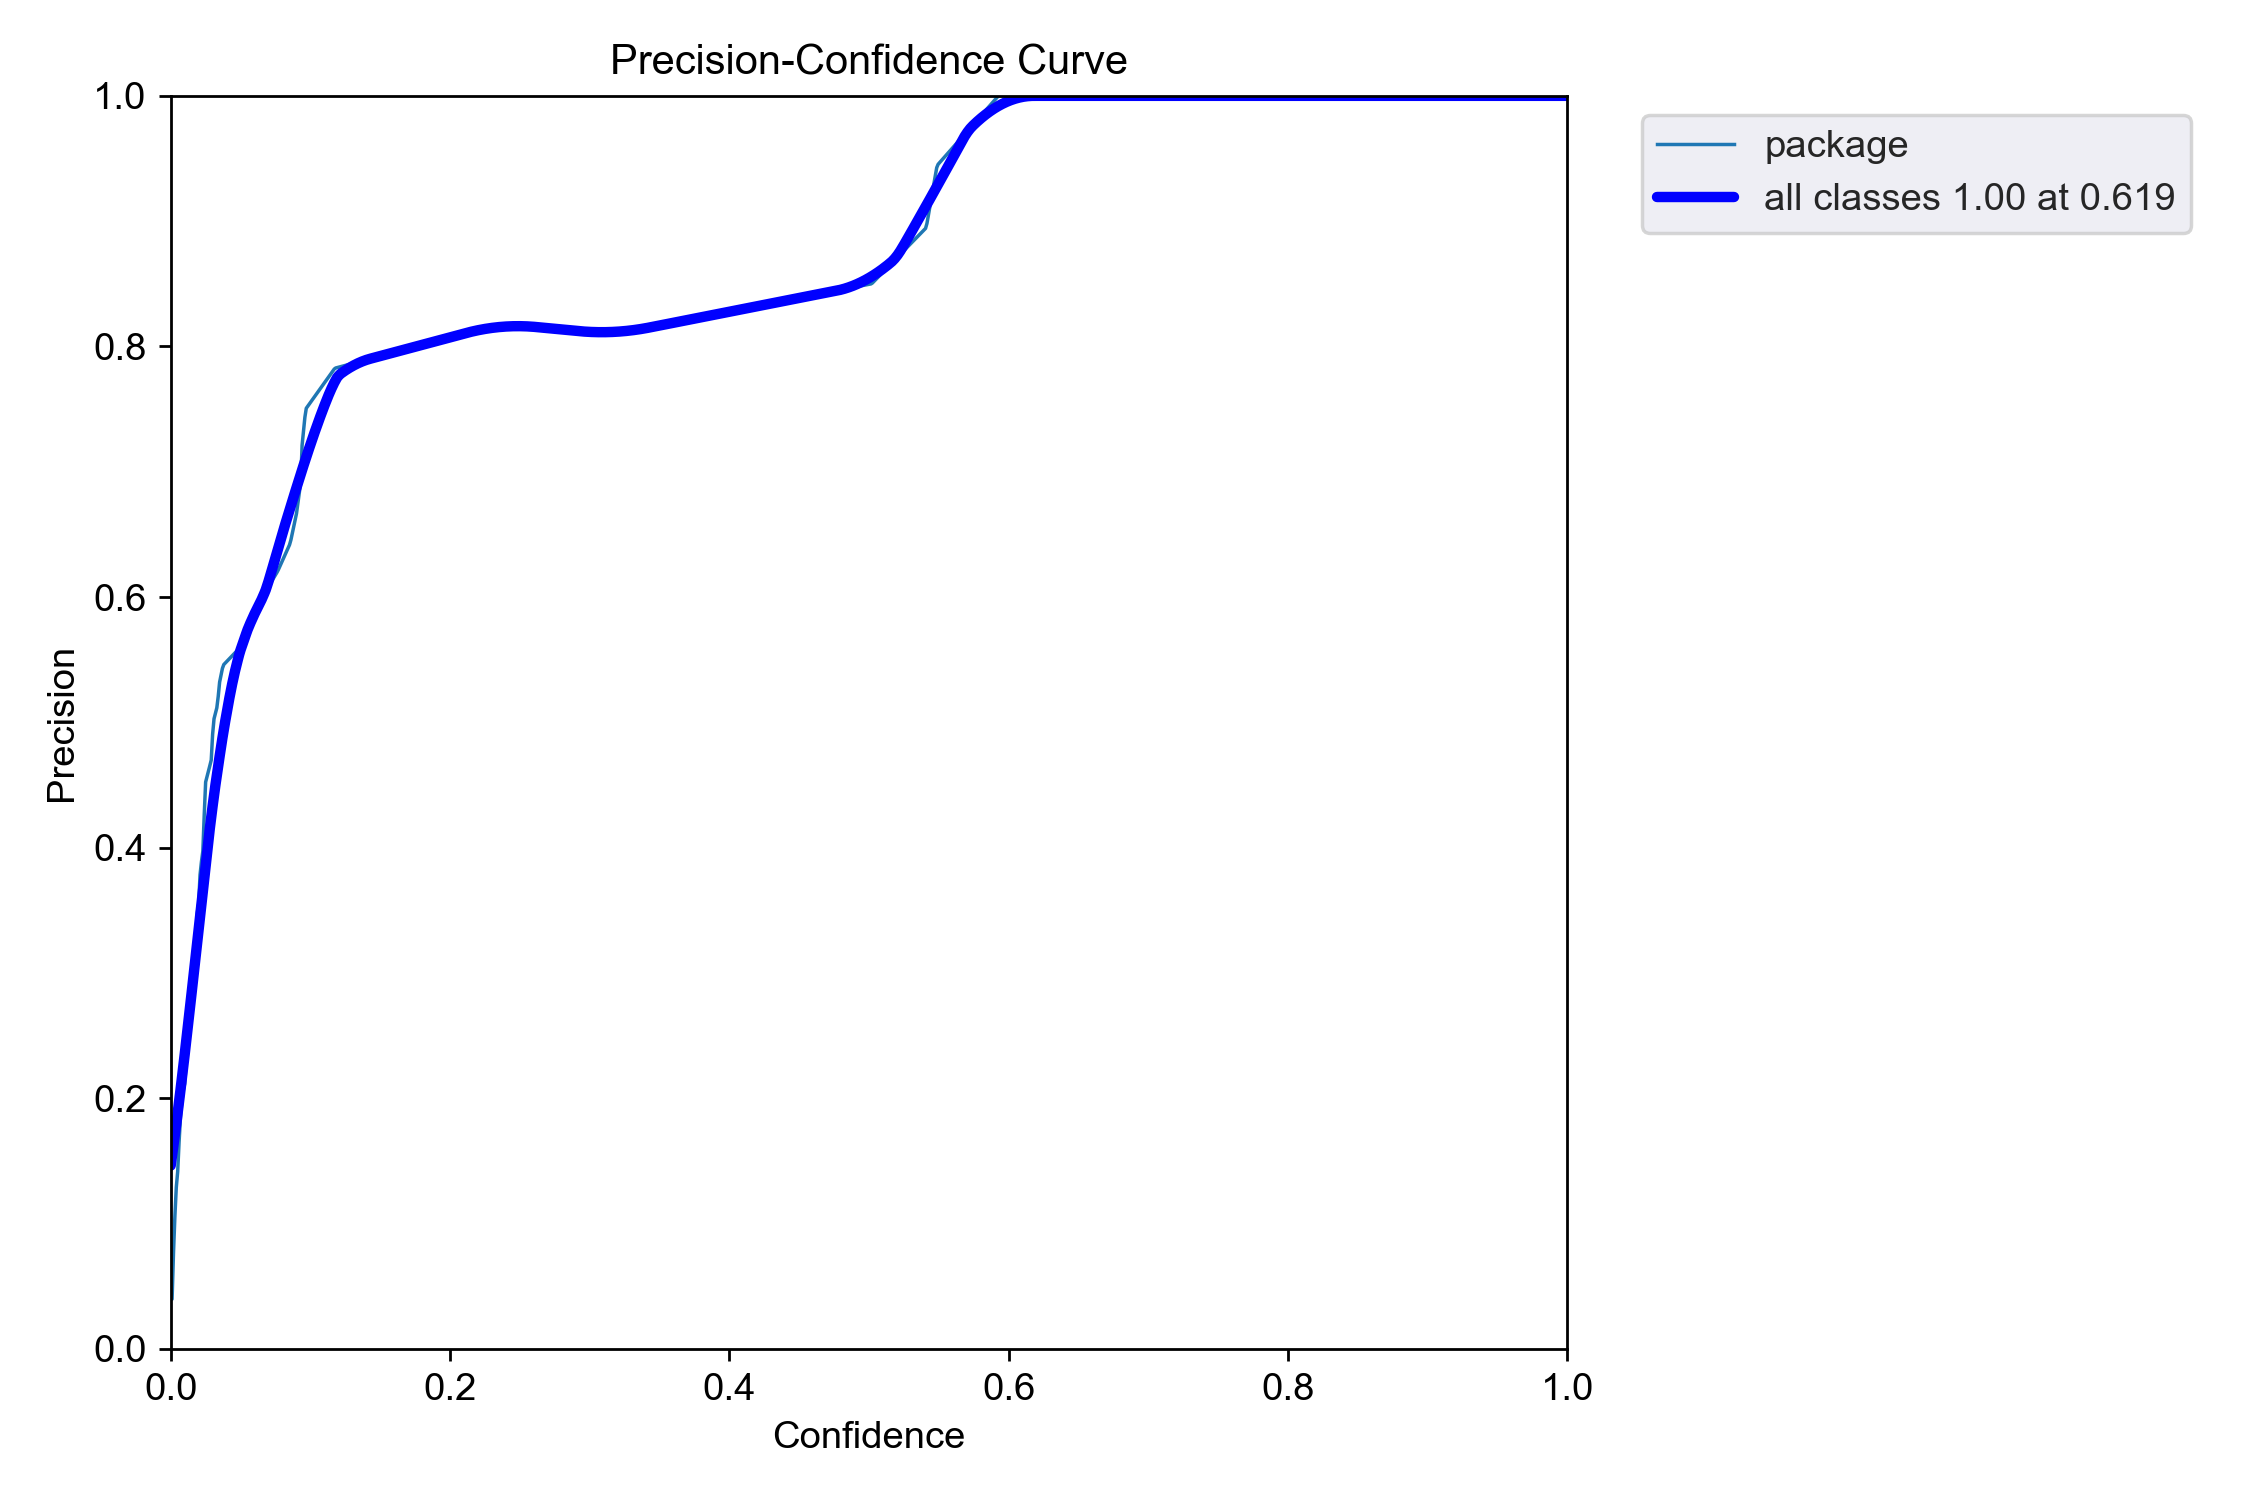 Precision-Confidence Curve
1.0
0.8
0.6
0.4
0.2
0.0
Precision
0.0 0.2 0.4 0.6 0.8 1.0
Confidence
package
all classes 1.00 at 0.619